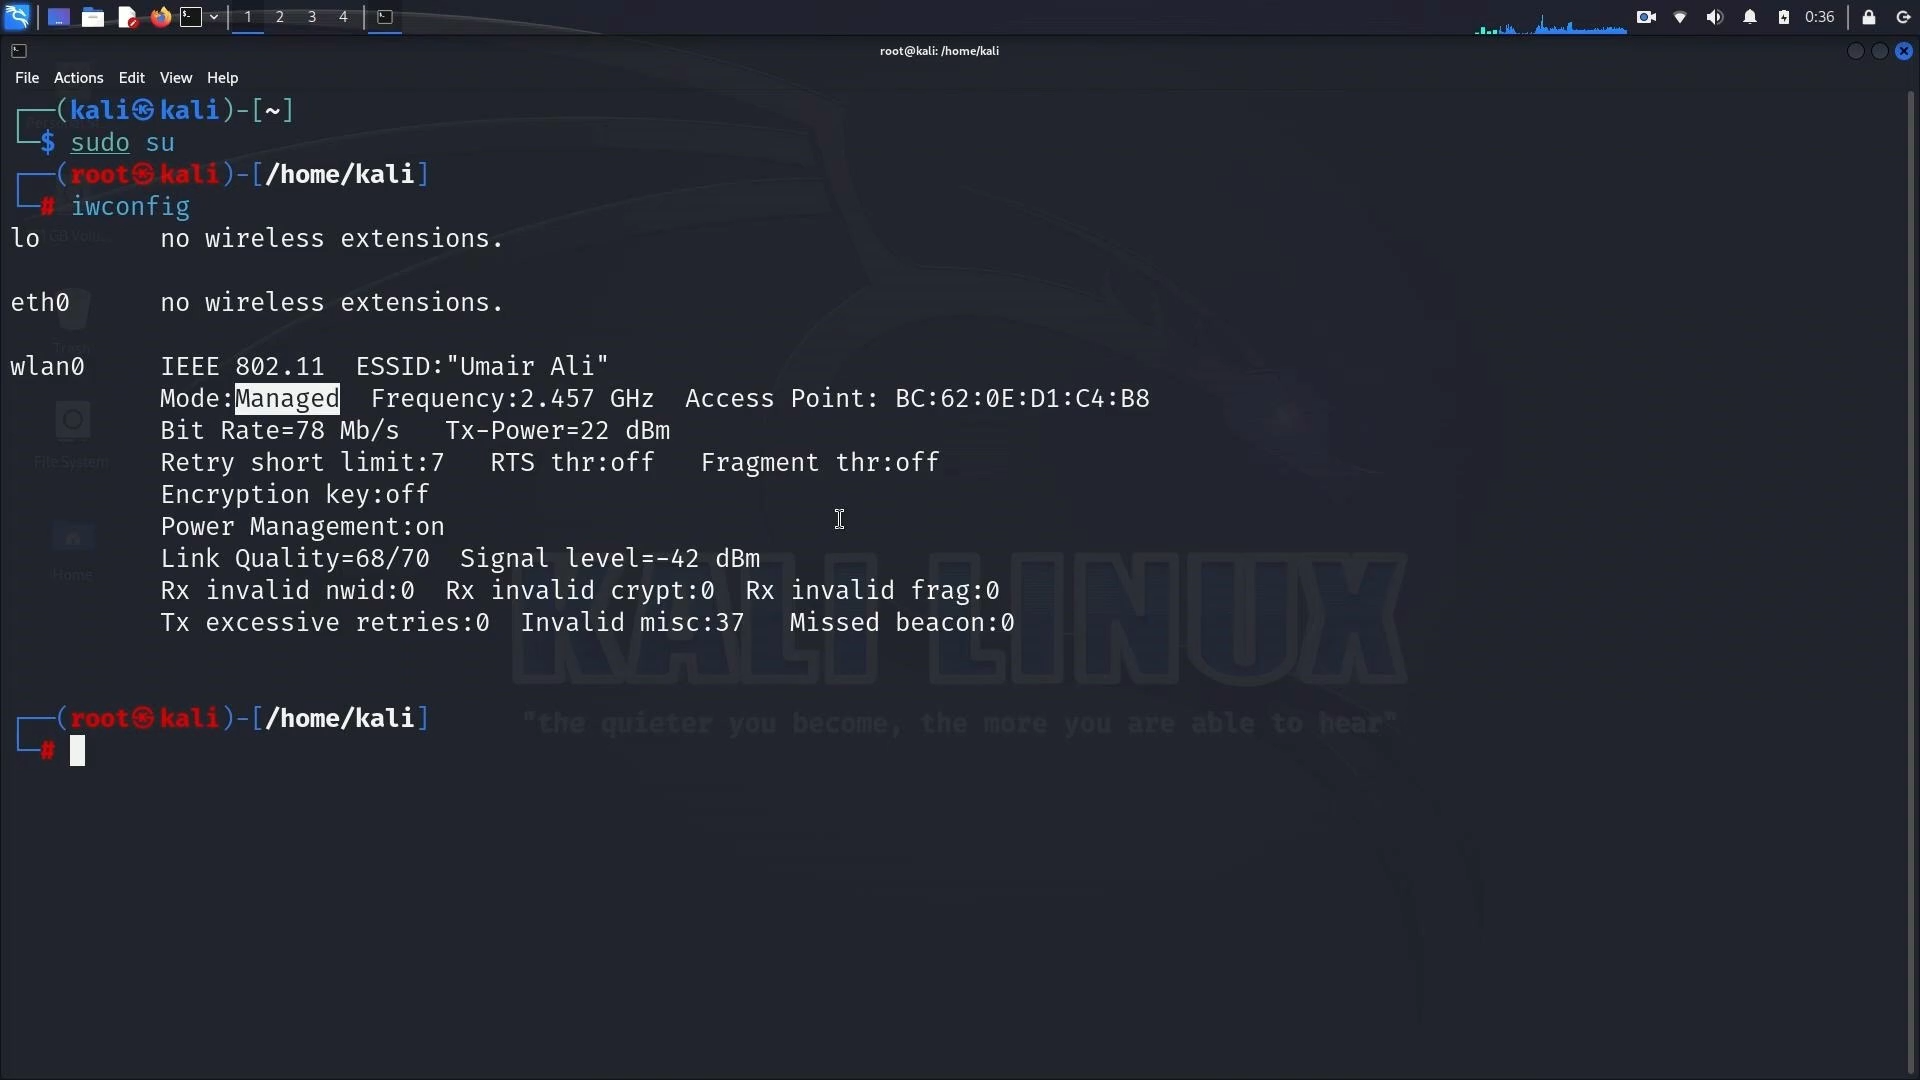 1 2 3 4 0:36
root@kali: /home/kali
File Actions Edit View Help
┌──(kali㉿kali)-[~]
└─$ sudo su
┌──(root㉿kali)-[/home/kali]
└─# iwconfig
lo no wireless extensions.
eth0 no wireless extensions.
wlan0 IEEE 802.11 ESSID:"Umair Ali"
Mode:Managed Frequency:2.457 GHz Access Point: BC:62:0E:D1:C4:B8
Bit Rate=78 Mb/s Tx-Power=22 dBm
Retry short limit:7 RTS thr:off Fragment thr:off
Encryption key:off
Power Management:on
Link Quality=68/70 Signal level=-42 dBm
Rx invalid nwid:0 Rx invalid crypt:0 Rx invalid frag:0
Tx excessive retries:0 Invalid misc:37 Missed beacon:0
┌──(root㉿kali)-[/home/kali]
└─#
Trash
File System
Home
KALI LINUX
"the quieter you become, the more you are able to hear"